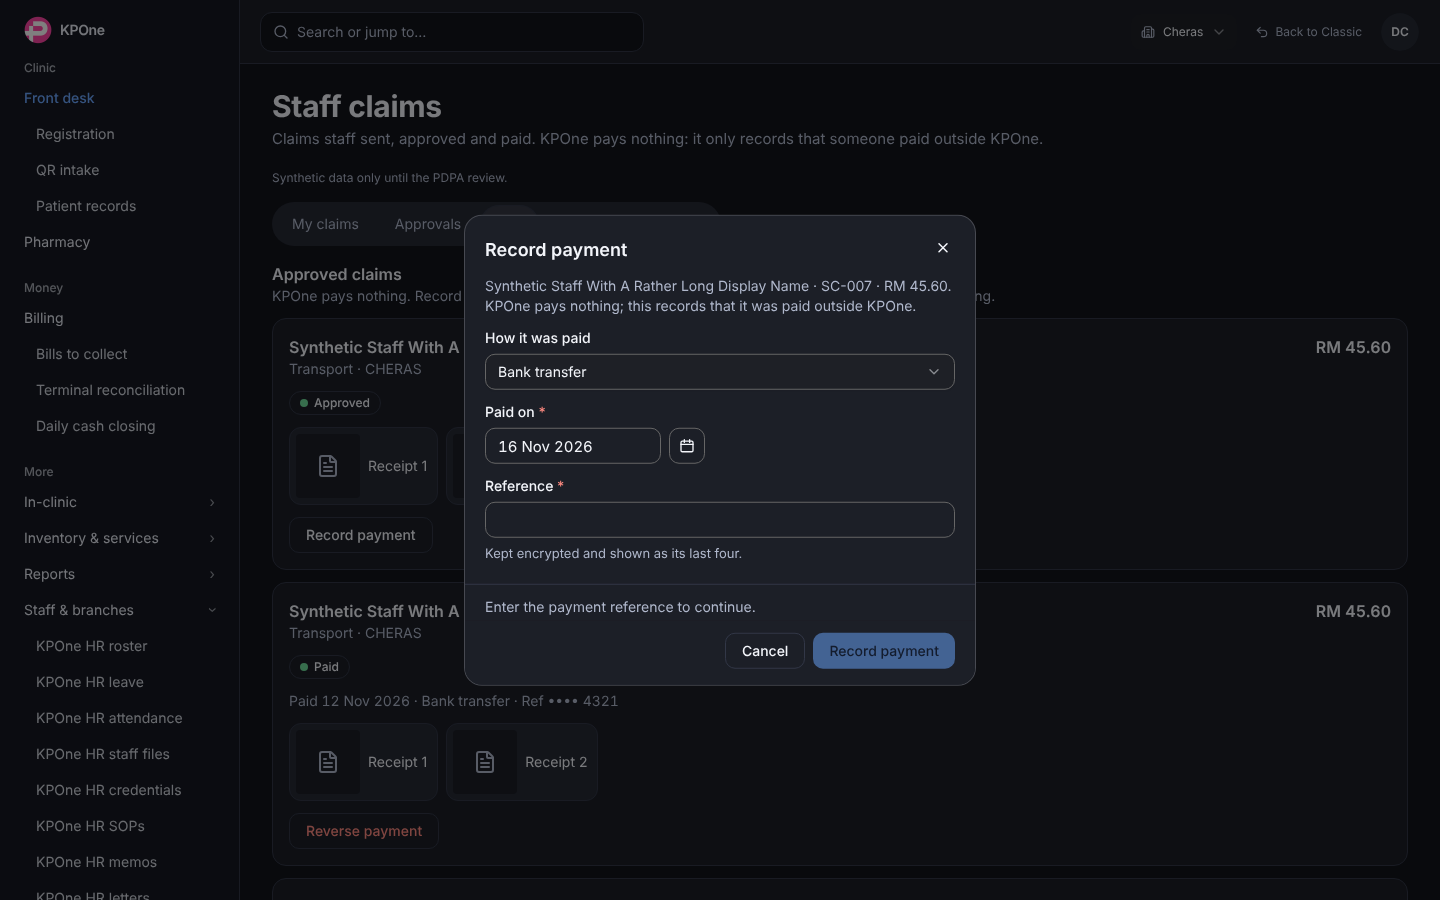 KPOne
Search or jump to...
Cheras
Back to Classic
DC
Clinic
Front desk
Registration
QR intake
Patient records
Pharmacy
Money
Billing
Bills to collect
Terminal reconciliation
Daily cash closing
More
In-clinic
Inventory & services
Reports
Staff & branches
KPOne HR roster
KPOne HR leave
KPOne HR attendance
KPOne HR staff files
KPOne HR credentials
KPOne HR SOPs
KPOne HR memos
KPOne HR letters
Staff claims
Claims staff sent, approved and paid. KPOne pays nothing: it only records that someone paid outside KPOne.
Synthetic data only until the PDPA review.
My claims
Approvals
Approved claims
KPOne pays nothing. Record
Synthetic Staff With A
RM 45.60
Transport · CHERAS
Approved
Receipt 1
Record payment
Synthetic Staff With A
RM 45.60
Transport · CHERAS
Paid
Paid 12 Nov 2026 · Bank transfer · Ref •••• 4321
Receipt 1
Receipt 2
Reverse payment
Record payment
Synthetic Staff With A Rather Long Display Name · SC-007 · RM 45.60.
KPOne pays nothing; this records that it was paid outside KPOne.
How it was paid
Bank transfer
Paid on *
16 Nov 2026
Reference *
Kept encrypted and shown as its last four.
Enter the payment reference to continue.
Cancel
Record payment